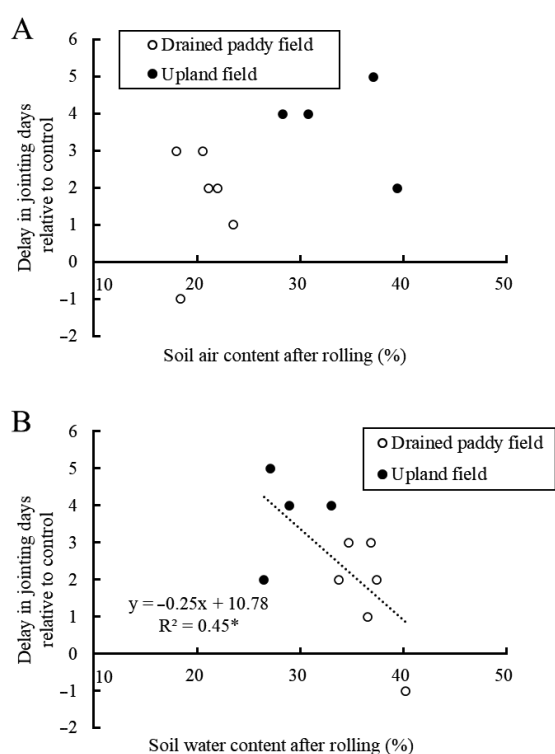 A
Drained paddy field
Upland field
6
5
4
3
2
1
0
−1
−2
10
20
30
40
50
Delay in jointing days
relative to control
Soil air content after rolling (%)
B
Drained paddy field
Upland field
6
5
4
3
2
1
0
−1
−2
10
20
30
40
50
y = −0.25x + 10.78
R² = 0.45*
Delay in jointing days
relative to control
Soil water content after rolling (%)